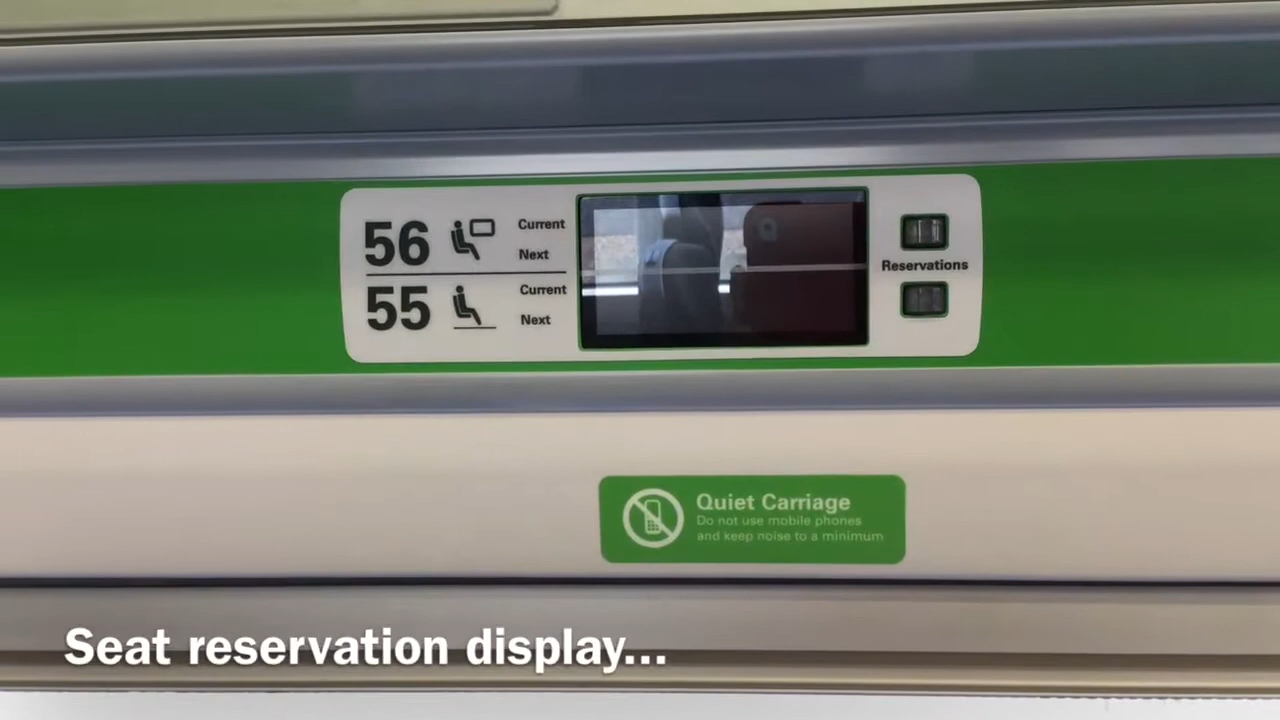 56 Current
Next
55 Current
Next
Reservations
Quiet Carriage
Do not use mobile phones
and keep noise to a minimum
Seat reservation display...